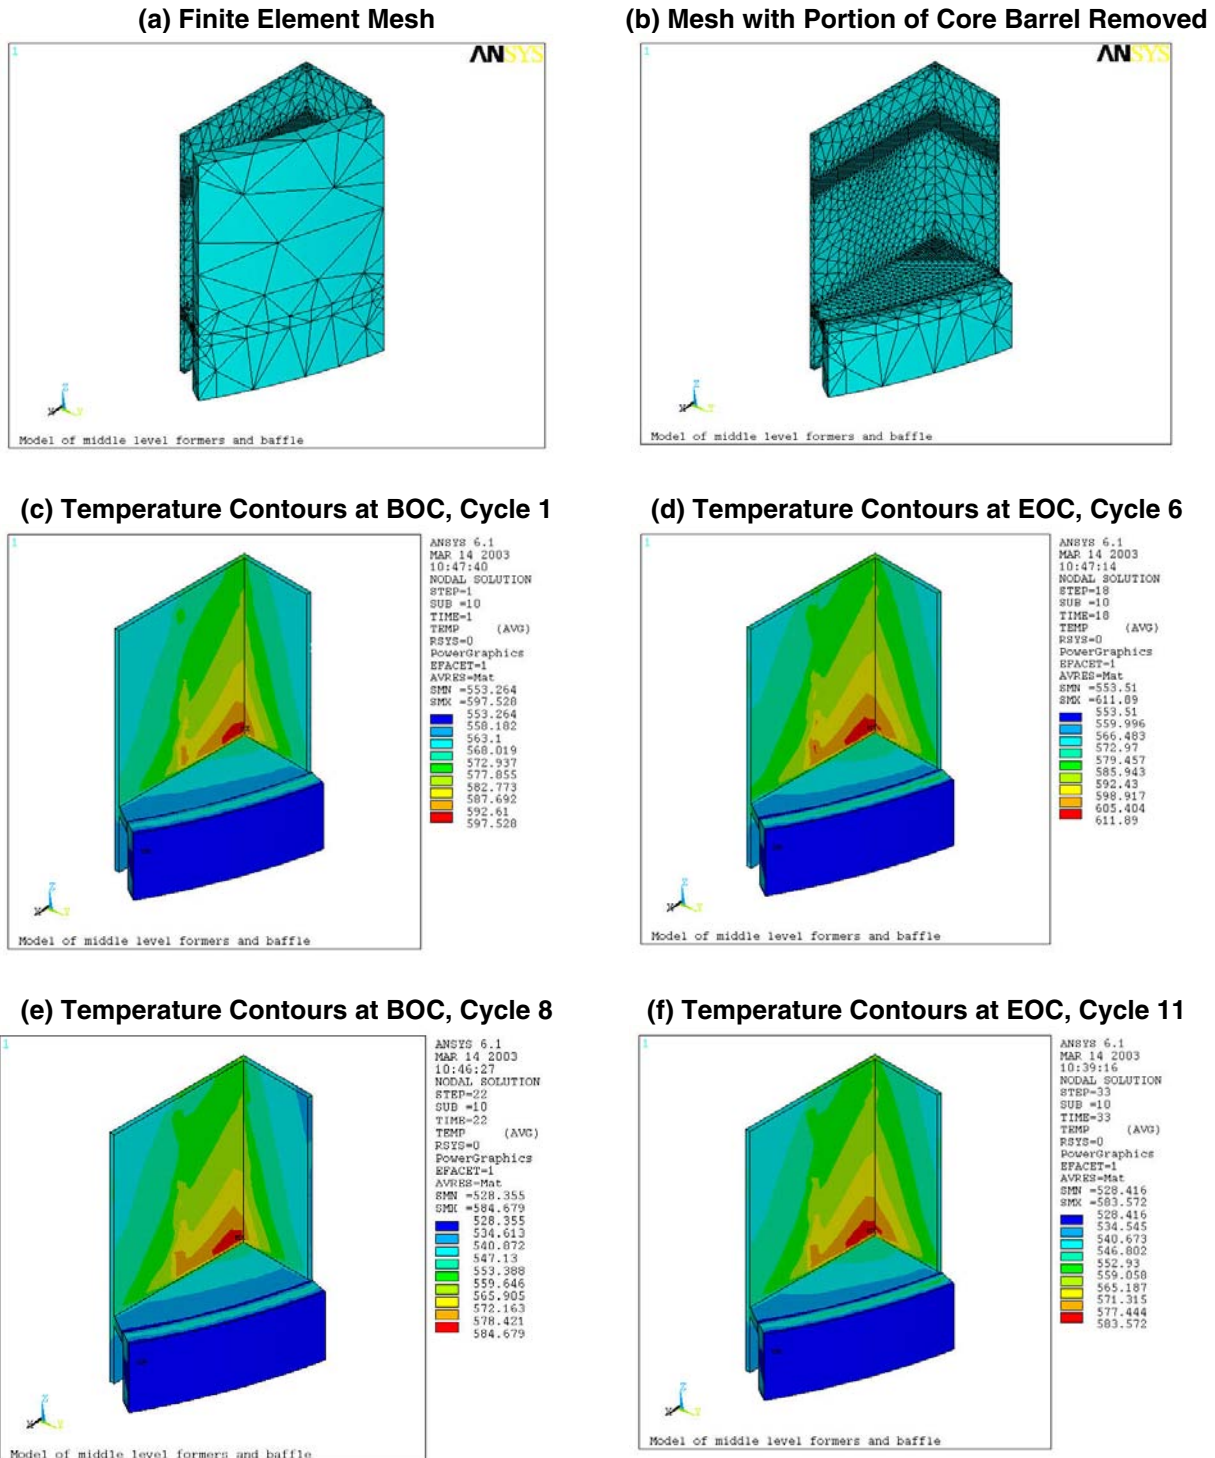 (a) Finite Element Mesh
(b) Mesh with Portion of Core Barrel Removed
1
ANSYS
Model of middle level formers and baffle
1
ANSYS
Model of middle level formers and baffle
(c) Temperature Contours at BOC, Cycle 1
(d) Temperature Contours at EOC, Cycle 6
1
ANSYS 6.1
MAR 14 2003
10:47:40
NODAL SOLUTION
STEP=1
SUB =10
TIME=1
TEMP (AVG)
RSYS=0
PowerGraphics
EFACET=1
AVRES=Mat
SMN =553.264
SMX =597.528
553.264
558.182
563.1
568.019
572.937
577.855
582.773
587.692
592.61
597.528
Model of middle level formers and baffle
1
ANSYS 6.1
MAR 14 2003
10:47:14
NODAL SOLUTION
STEP=18
SUB =10
TIME=18
TEMP (AVG)
RSYS=0
PowerGraphics
EFACET=1
AVRES=Mat
SMN =553.51
SMX =611.89
553.51
559.996
566.483
572.97
579.457
585.943
592.43
598.917
605.404
611.89
Model of middle level formers and baffle
(e) Temperature Contours at BOC, Cycle 8
(f) Temperature Contours at EOC, Cycle 11
1
ANSYS 6.1
MAR 14 2003
10:46:27
NODAL SOLUTION
STEP=22
SUB =10
TIME=22
TEMP (AVG)
RSYS=0
PowerGraphics
EFACET=1
AVRES=Mat
SMN =528.355
SMX =584.679
528.355
534.613
540.872
547.13
553.388
559.646
565.905
572.163
578.421
584.679
Model of middle level formers and baffle
1
ANSYS 6.1
MAR 14 2003
10:39:16
NODAL SOLUTION
STEP=33
SUB =10
TIME=33
TEMP (AVG)
RSYS=0
PowerGraphics
EFACET=1
AVRES=Mat
SMN =528.416
SMX =583.572
528.416
534.545
540.673
546.802
552.93
559.058
565.187
571.315
577.444
583.572
Model of middle level formers and baffle